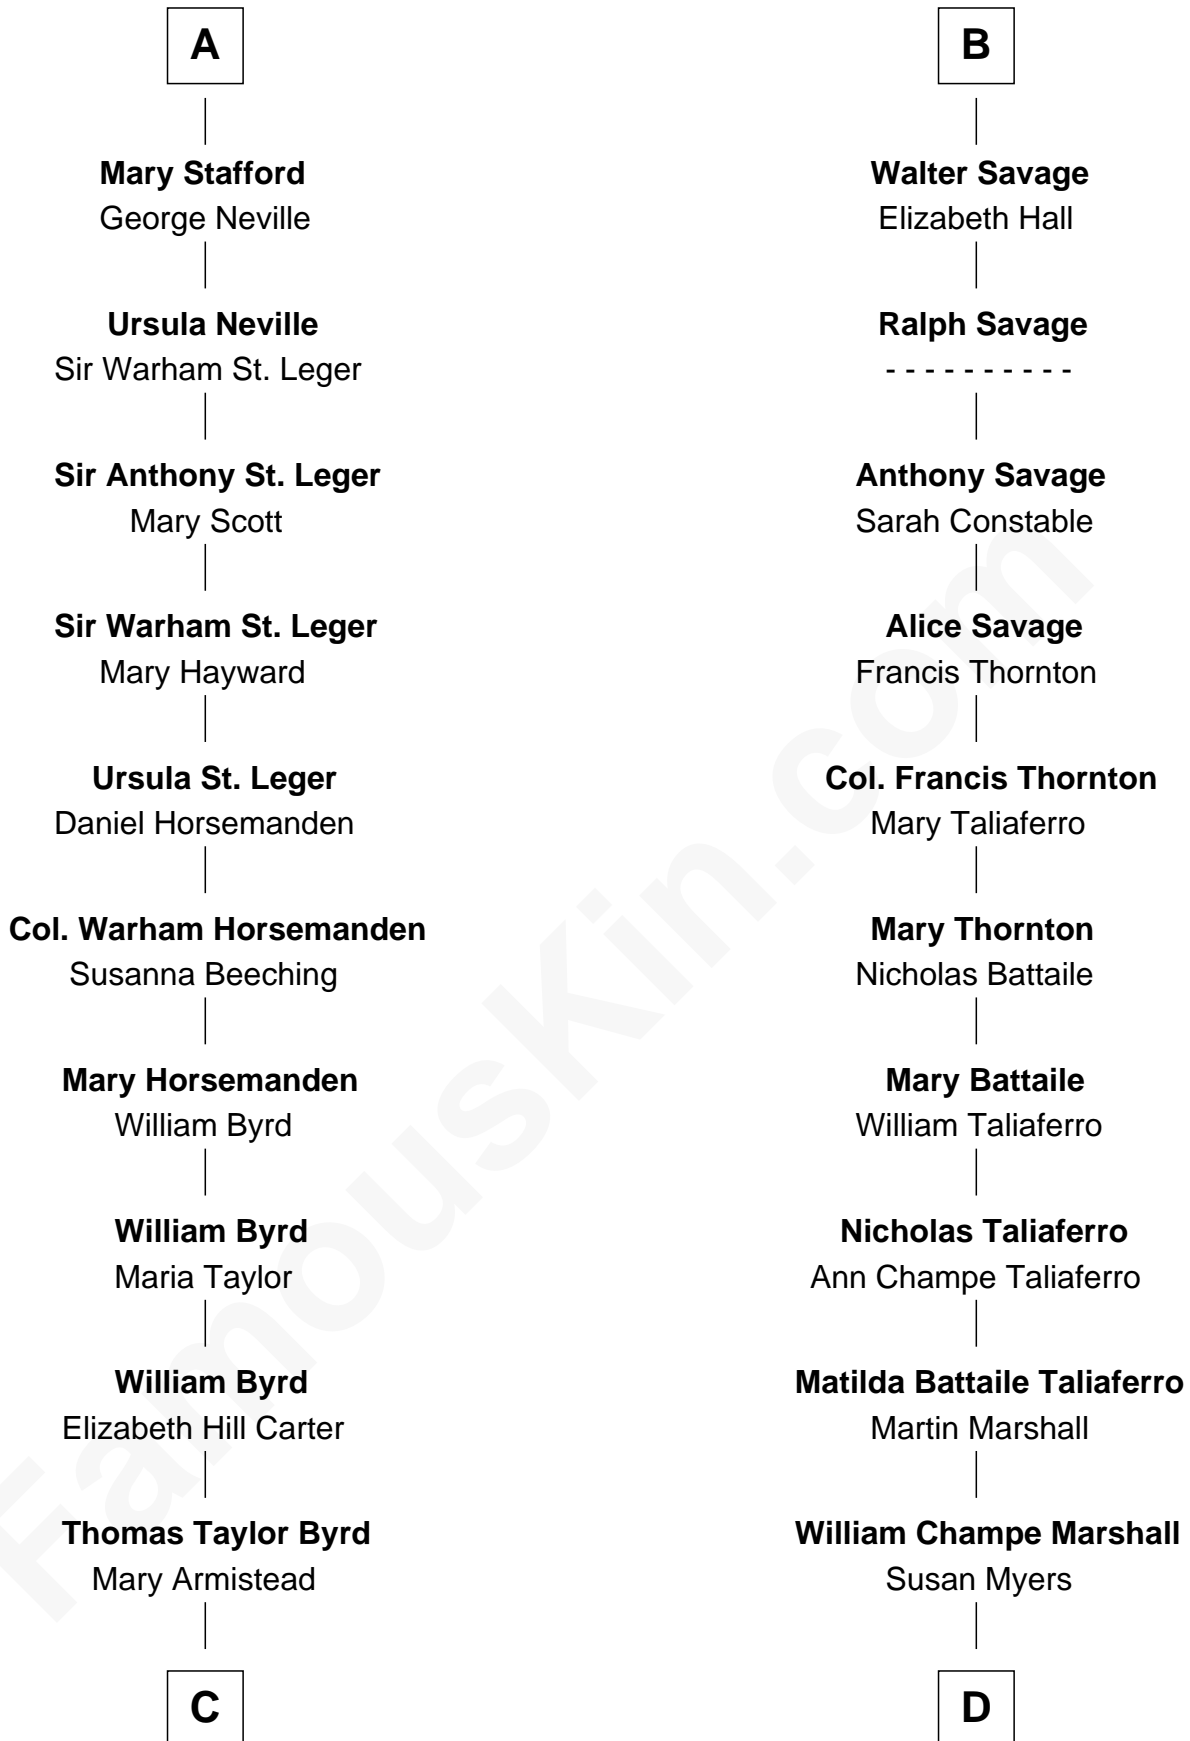 A
Mary Stafford
George Neville
Ursula Neville
Sir Warham St. Leger
Sir Anthony St. Leger
Mary Scott
Sir Warham St. Leger
Mary Hayward
Ursula St. Leger
Daniel Horsemanden
Col. Warham Horsemanden
Susanna Beeching
Mary Horsemanden
William Byrd
William Byrd
Maria Taylor
William Byrd
Elizabeth Hill Carter
Thomas Taylor Byrd
Mary Armistead
C
B
Walter Savage
Elizabeth Hall
Ralph Savage
- - - - - - - - - -
Anthony Savage
Sarah Constable
Alice Savage
Francis Thornton
Col. Francis Thornton
Mary Taliaferro
Mary Thornton
Nicholas Battaile
Mary Battaile
William Taliaferro
Nicholas Taliaferro
Ann Champe Taliaferro
Matilda Battaile Taliaferro
Martin Marshall
William Champe Marshall
Susan Myers
D
FamousKin.com